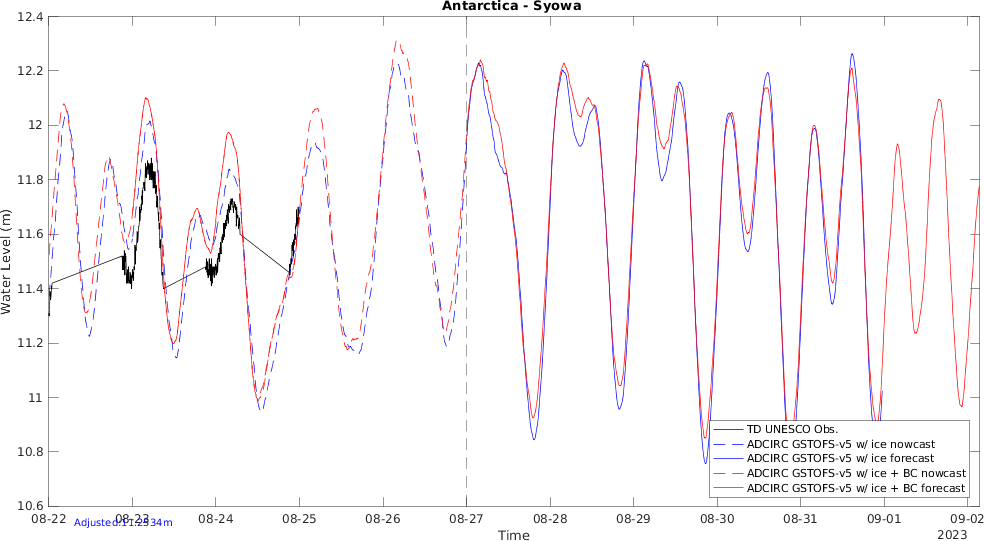 Antarctica - Syowa
12.4
12.2
12
11.8
11.6
11.4
11.2
11
10.8
10.6
Water Level (m)
TD UNESCO Obs.
ADCIRC GSTOFS-v5 w/ ice nowcast
ADCIRC GSTOFS-v5 w/ ice forecast
ADCIRC GSTOFS-v5 w/ ice + BC nowcast
ADCIRC GSTOFS-v5 w/ ice + BC forecast
08-22 08-23 08-24 08-25 08-26 08-27 08-28 08-29 08-30 08-31 09-01 09-02
Time
2023